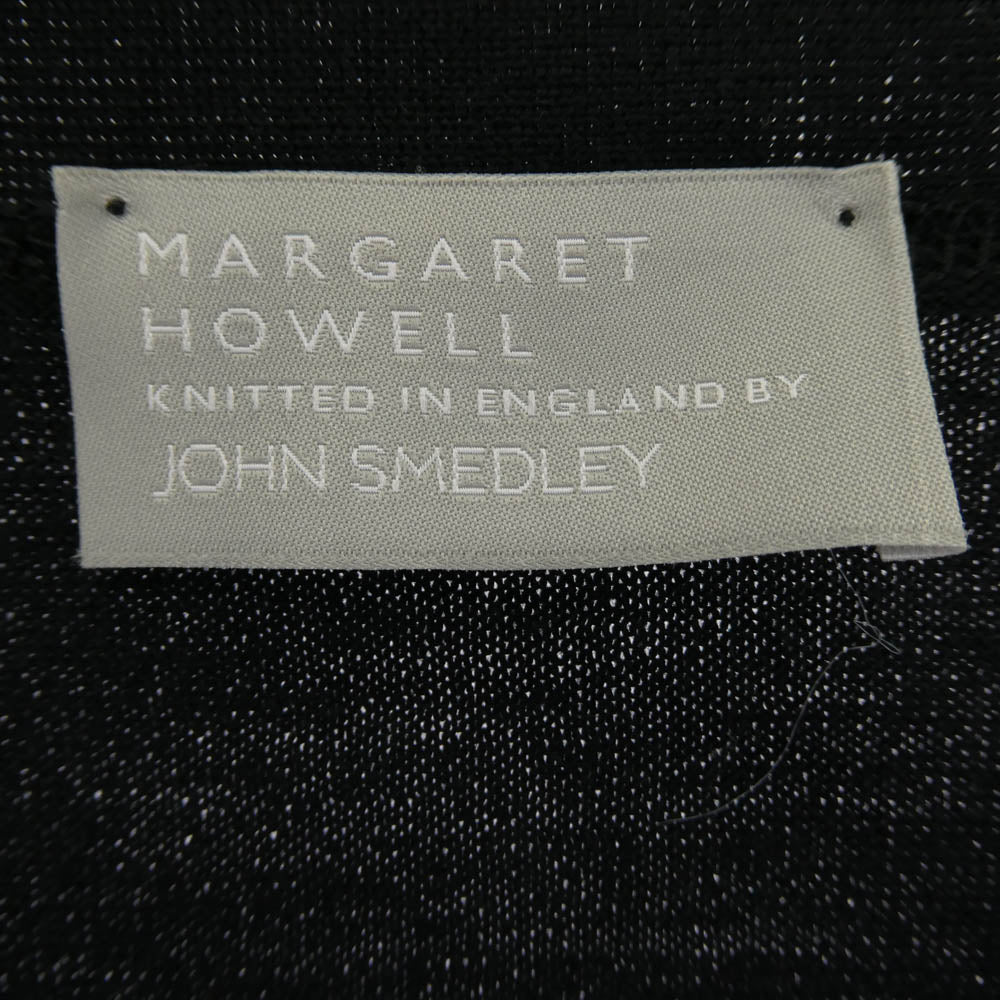 MARGARET
HOWELL
KNITTED IN ENGLAND BY
JOHN SMEDLEY